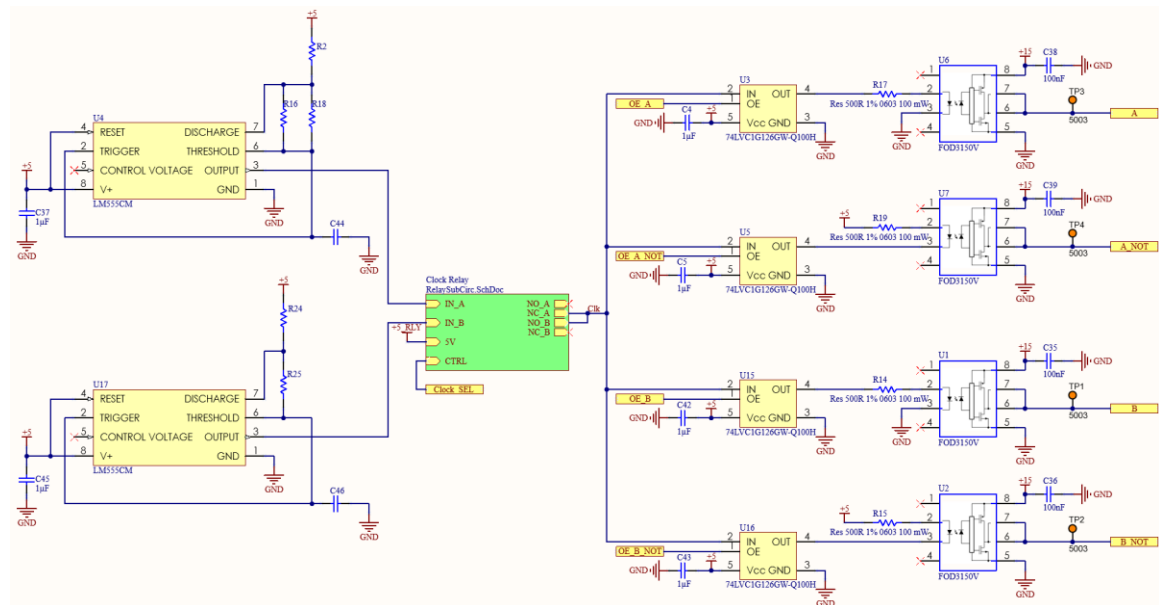 +5
R2
R16
R18
U4
4
RESET
DISCHARGE
7
2
TRIGGER
THRESHOLD
6
5
CONTROL VOLTAGE
OUTPUT
3
8
V+
GND
1
LM555CM
+5
C37
1µF
GND
GND
C44
GND
+5
R24
R25
U17
4
RESET
DISCHARGE
7
2
TRIGGER
THRESHOLD
6
5
CONTROL VOLTAGE
OUTPUT
3
8
V+
GND
1
LM555CM
+5
C45
1µF
GND
GND
C46
GND
Clock Relay
RelaySubCirc.SchDoc
IN_A
NO_A
NC_A
IN_B
NO_B
NC_B
+5_RLY
5V
CTRL
Clock_SEL
Clk
U3
2
IN
OUT
4
OE_A
1
OE
C4
1µF
GND
+5
5
Vcc
GND
3
74LVC1G126GW-Q100H
GND
R17
Res 500R 1% 0603 100 mW
GND
U6
1
2
3
4
8
7
6
5
FOD3150V
+15
C38
100nF
GND
TP3
5003
A
GND
U5
2
IN
OUT
4
OE_A_NOT
1
OE
C5
1µF
GND
+5
5
Vcc
GND
3
74LVC1G126GW-Q100H
GND
+5
R19
Res 500R 1% 0603 100 mW
U7
1
2
3
4
8
7
6
5
FOD3150V
+15
C39
100nF
GND
TP4
5003
A_NOT
GND
U15
2
IN
OUT
4
OE_B
1
OE
C42
1µF
GND
+5
5
Vcc
GND
3
74LVC1G126GW-Q100H
GND
R14
Res 500R 1% 0603 100 mW
GND
U1
1
2
3
4
8
7
6
5
FOD3150V
+15
C35
100nF
GND
TP1
5003
B
GND
U16
2
IN
OUT
4
OE_B_NOT
1
OE
C43
1µF
GND
+5
5
Vcc
GND
3
74LVC1G126GW-Q100H
GND
+5
R15
Res 500R 1% 0603 100 mW
U2
1
2
3
4
8
7
6
5
FOD3150V
+15
C36
100nF
GND
TP2
5003
B_NOT
GND